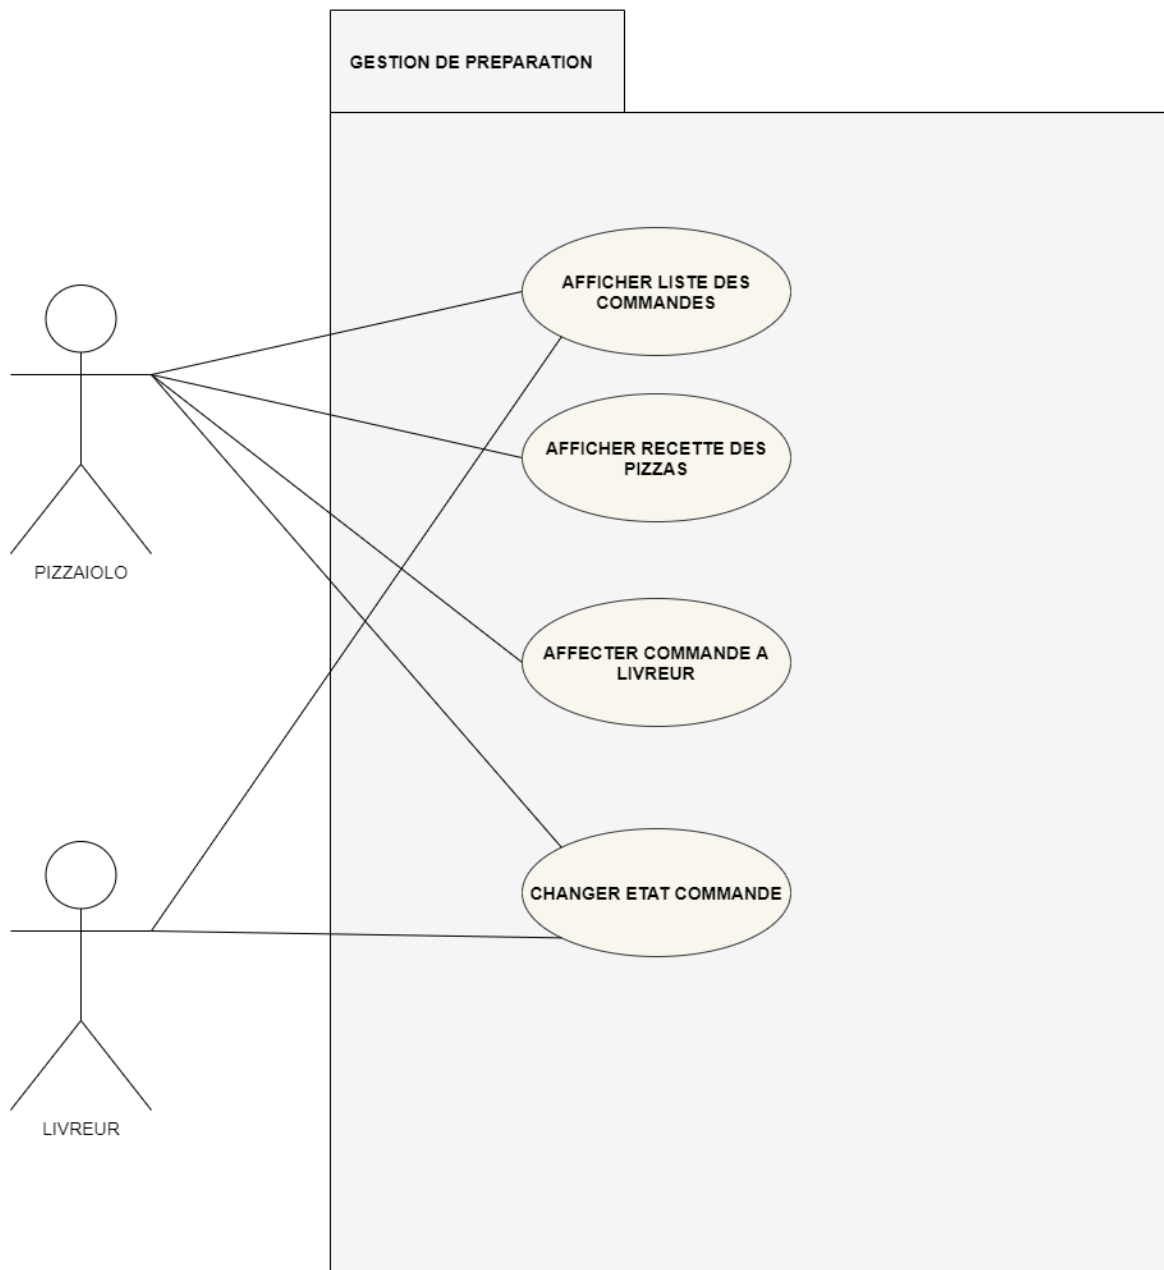 GESTION DE PREPARATION
AFFICHER LISTE DES
COMMANDES
AFFICHER RECETTE DES
PIZZAS
PIZZAIOLO
AFFECTER COMMANDE A
LIVREUR
CHANGER ETAT COMMANDE
LIVREUR